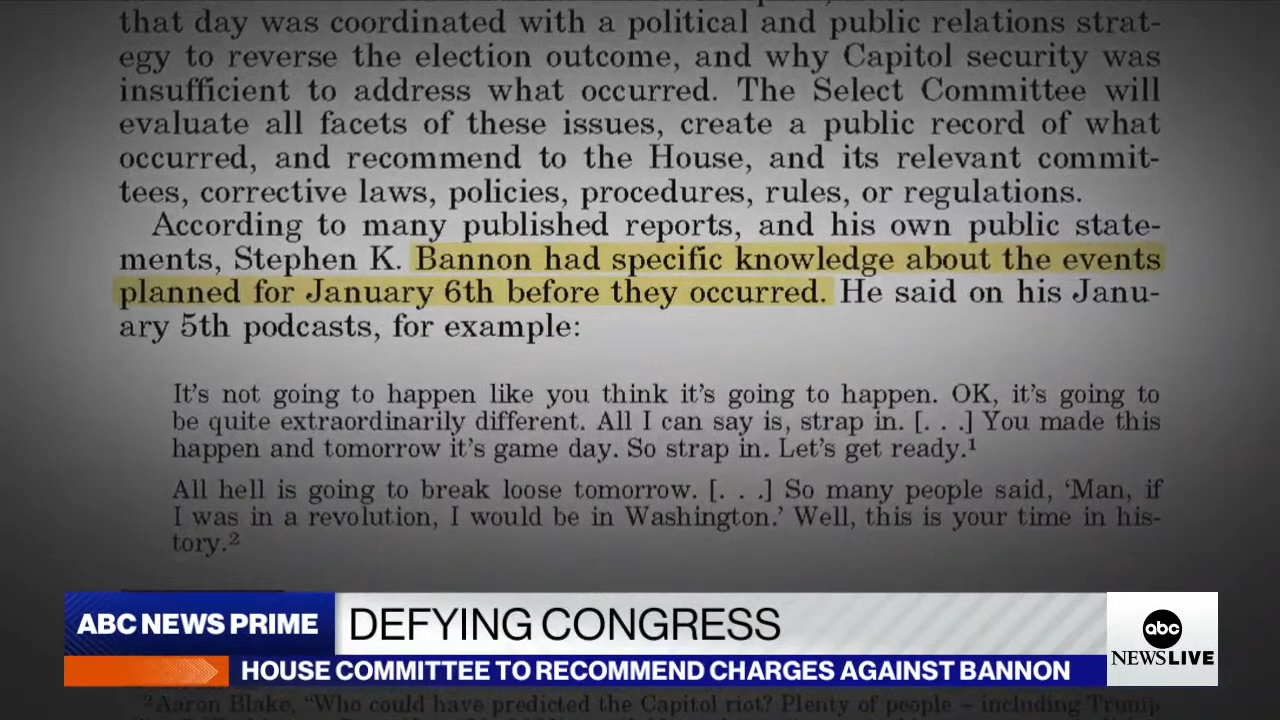 that day was coordinated with a political and public relations strat-
egy to reverse the election outcome, and why Capitol security was
insufficient to address what occurred. The Select Committee will
evaluate all facets of these issues, create a public record of what
occurred, and recommend to the House, and its relevant commit-
tees, corrective laws, policies, procedures, rules, or regulations.
According to many published reports, and his own public state-
ments, Stephen K. Bannon had specific knowledge about the events
planned for January 6th before they occurred. He said on his Janu-
ary 5th podcasts, for example:
It's not going to happen like you think it's going to happen. OK, it's going to
be quite extraordinarily different. All I can say is, strap in. [. . .] You made this
happen and tomorrow it's game day. So strap in. Let's get ready.¹
All hell is going to break loose tomorrow. [. . .] So many people said, ‘Man, if
I was in a revolution, I would be in Washington.’ Well, this is your time in his-
tory.²
ABC NEWS PRIME
DEFYING CONGRESS
HOUSE COMMITTEE TO RECOMMEND CHARGES AGAINST BANNON
abc
NEWSLIVE
²Aaron Blake, “Who could have predicted the Capitol riot? Plenty of people – including Trump